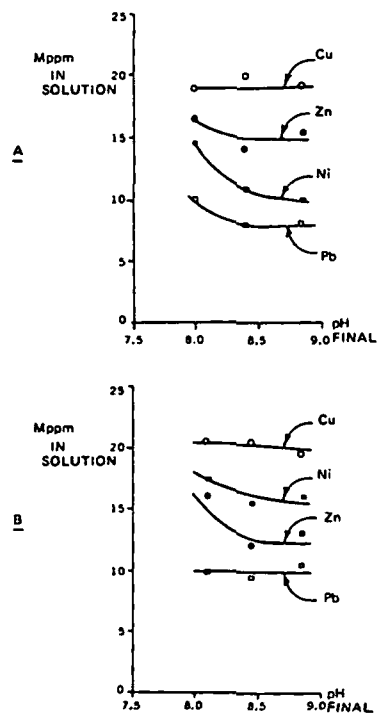 25
Mppm
IN
SOLUTION
20
15
10
5
0
A
Cu
Zn
Ni
Pb
7.5
8.0
8.5
9.0
pH
FINAL
25
Mppm
IN
SOLUTION
20
15
10
5
0
B
Cu
Ni
Zn
Pb
7.5
8.0
8.5
9.0
pH
FINAL